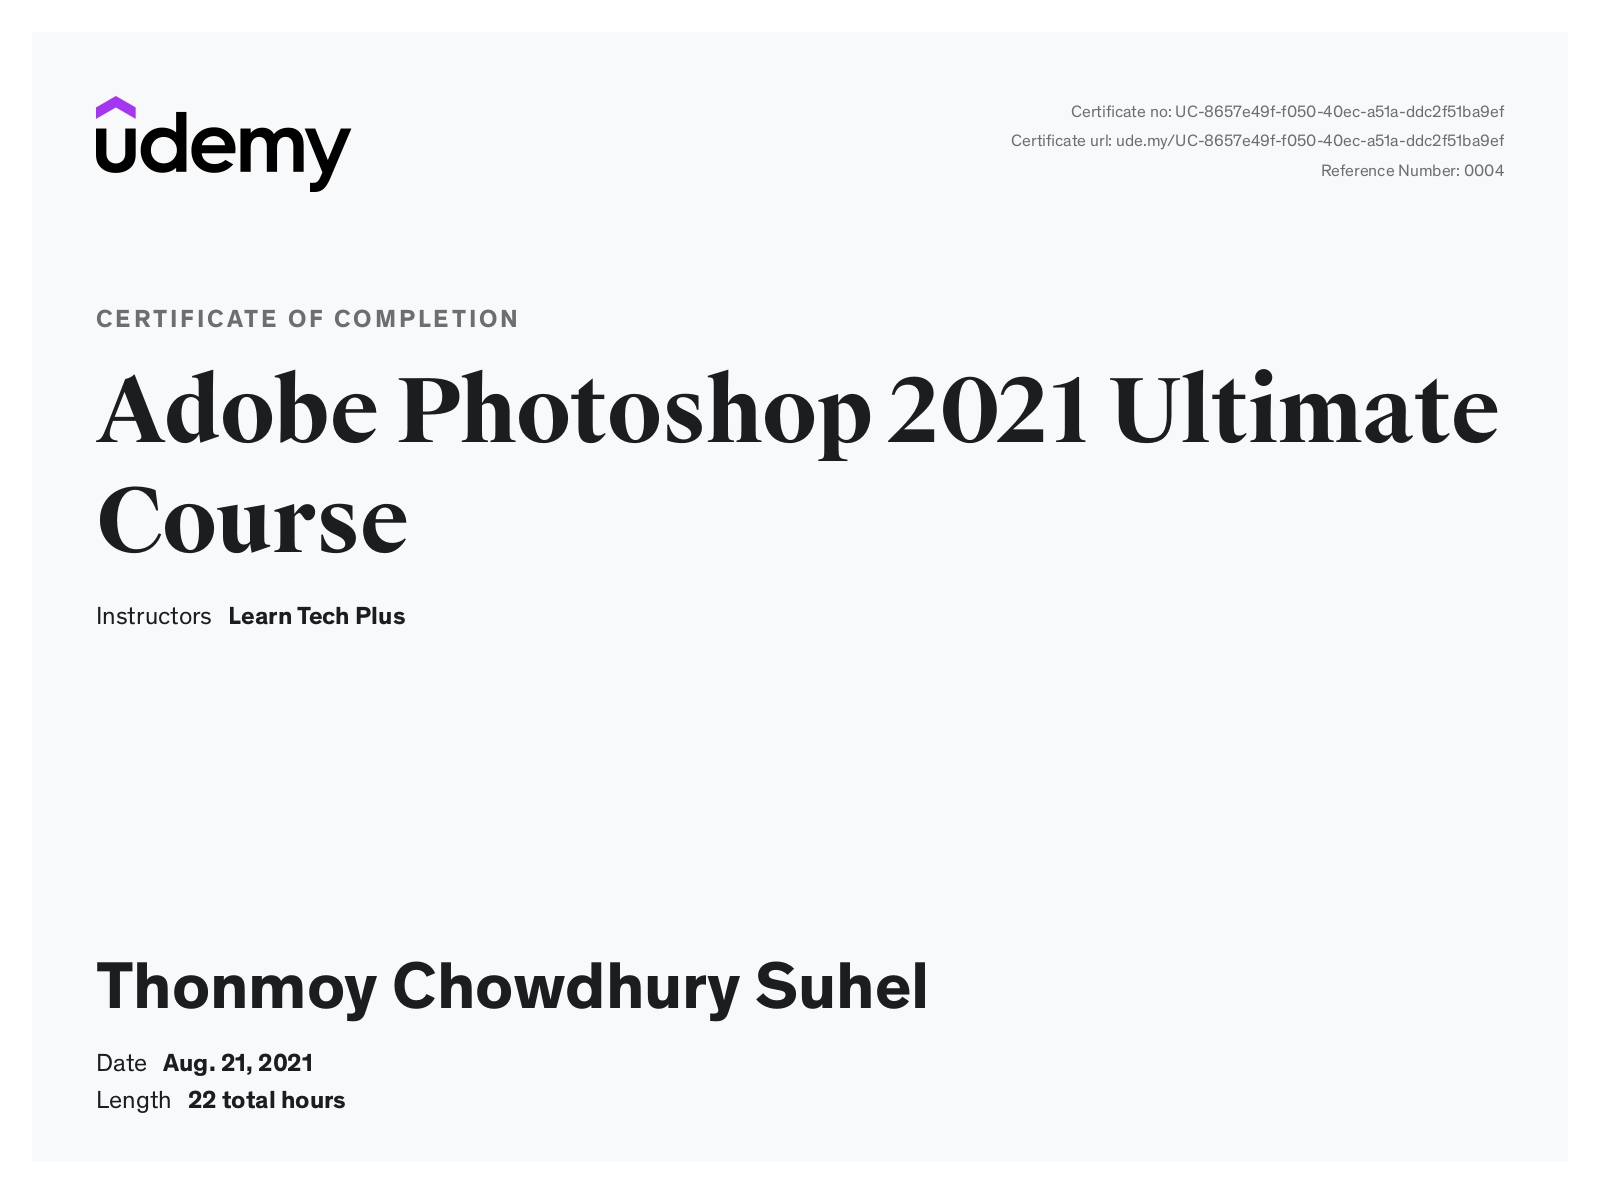 udemy
Certificate no: UC-8657e49f-f050-40ec-a51a-ddc2f51ba9ef
Certificate url: ude.my/UC-8657e49f-f050-40ec-a51a-ddc2f51ba9ef
Reference Number: 0004
CERTIFICATE OF COMPLETION
Adobe Photoshop 2021 Ultimate
Course
Instructors Learn Tech Plus
Thonmoy Chowdhury Suhel
Date Aug. 21, 2021
Length 22 total hours